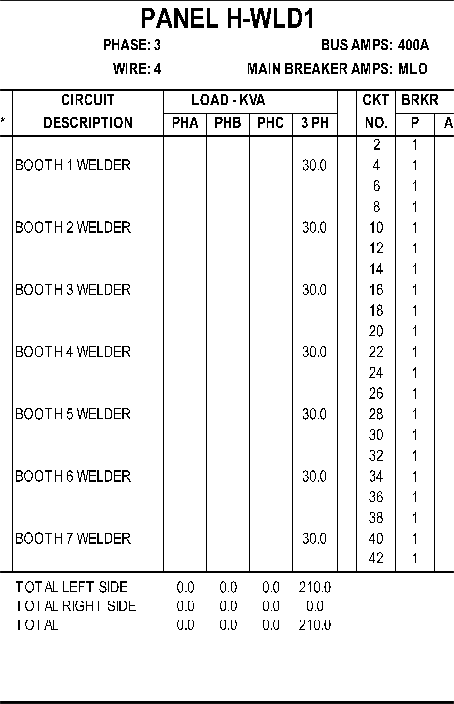 PANEL H-WLD1
PHASE: 3 BUS AMPS: 400A
WIRE: 4 MAIN BREAKER AMPS: MLO
CIRCUIT LOAD - KVA CKT BRKR
* DESCRIPTION PHA PHB PHC 3 PH NO. P A
2 1
BOOTH 1 WELDER 30.0 4 1
6 1
8 1
BOOTH 2 WELDER 30.0 10 1
12 1
14 1
BOOTH 3 WELDER 30.0 16 1
18 1
20 1
BOOTH 4 WELDER 30.0 22 1
24 1
26 1
BOOTH 5 WELDER 30.0 28 1
30 1
32 1
BOOTH 6 WELDER 30.0 34 1
36 1
38 1
BOOTH 7 WELDER 30.0 40 1
42 1
TOTAL LEFT SIDE 0.0 0.0 0.0 210.0
TOTAL RIGHT SIDE 0.0 0.0 0.0 0.0
TOTAL 0.0 0.0 0.0 210.0